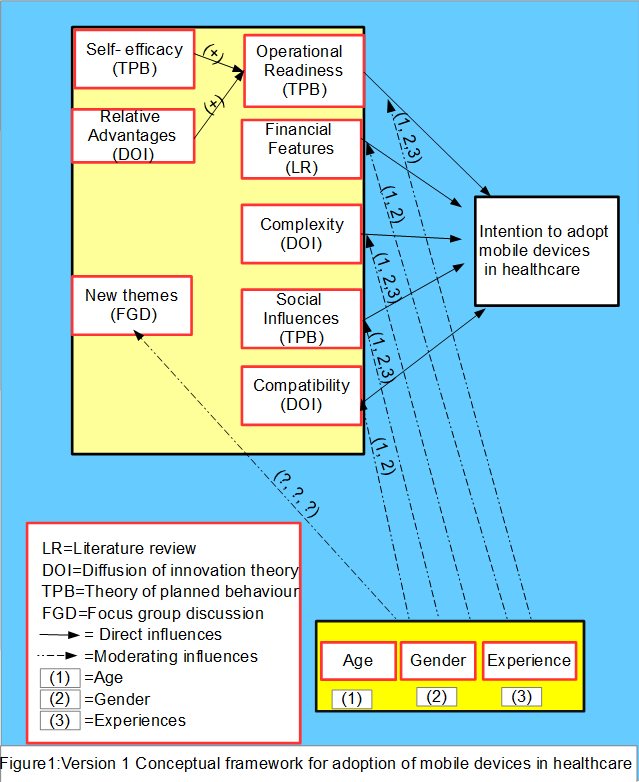 Self- efficacy
(TPB)
(+)
Operational
Readiness
(TPB)
Relative
Advantages
(DOI)
(+)
Financial
Features
(LR)
(1, 2,3)
(1, 2)
Complexity
(DOI)
Intention to adopt
mobile devices
in healthcare
New themes
(FGD)
(1, 2,3)
Social
Influences
(TPB)
(1, 2,3)
Compatibility
(DOI)
(1, 2)
(?, ?, ?)
LR=Literature review
DOI=Diffusion of innovation theory
TPB=Theory of planned behaviour
FGD=Focus group discussion
= Direct influences
=Moderating influences
(1) =Age
(2) =Gender
(3) =Experiences
Age
Gender
Experience
(1)
(2)
(3)
Figure1:Version 1 Conceptual framework for adoption of mobile devices in healthcare